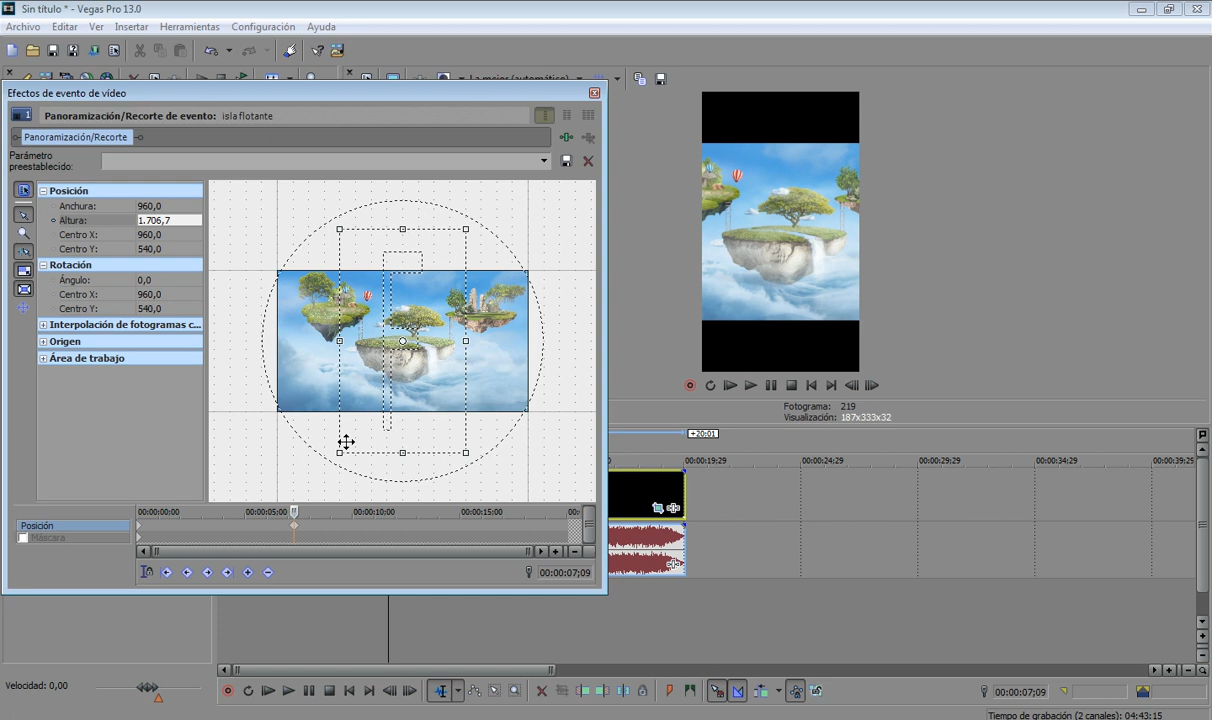 Sin título * - Vegas Pro 13.0
Archivo Editar Ver Insertar Herramientas Configuración Ayuda
La mejor (automático)
Efectos de evento de vídeo
1 Panoramización/Recorte de evento: isla flotante
Panoramización/Recorte
Parámetro
preestablecido:
Posición
Anchura: 960,0
Altura: 1.706,7
Centro X: 960,0
Centro Y: 540,0
Rotación
Ángulo: 0,0
Centro X: 960,0
Centro Y: 540,0
Interpolación de fotogramas c...
Origen
Área de trabajo
Fotograma: 219
Visualización: 187x333x32
+20:01
00:00:19:29 00:00:24:29 00:00:29:29 00:00:34:29 00:00:39:29
00:00:00:00 00:00:05:00 00:00:10:00 00:00:15:00 00:0
Posición
Máscara
00:00:07;09
Velocidad: 0,00
00:00:07;09
Tiempo de grabación (2 canales): 04:43:15